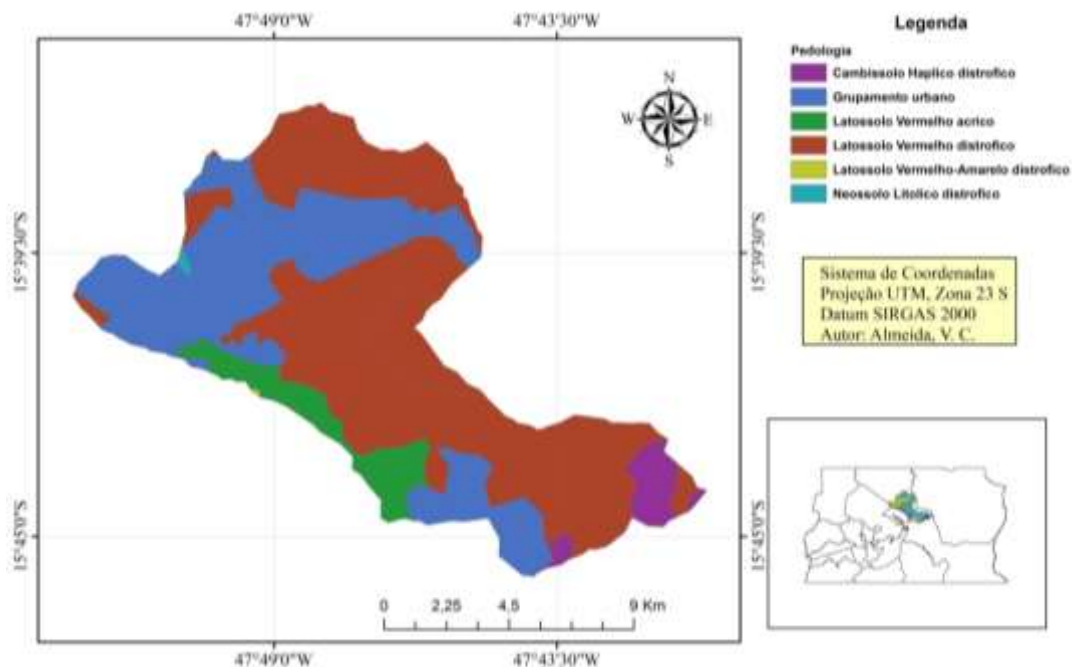 47°49'0"W
47°43'30"W
Legenda
Pedologia
Cambissolo Haplico distrofico
Grupamento urbano
Latossolo Vermelho acrico
Latossolo Vermelho distrofico
Latossolo Vermelho-Amarelo distrofico
Neossolo Litolico distrofico
N
W
E
S
15°39'30"S
15°39'30"S
Sistema de Coordenadas
Projeção UTM, Zona 23 S
Datum SIRGAS 2000
Autor: Almeida, V. C.
15°45'0"S
15°45'0"S
0 2,25 4,5 9 Km
47°49'0"W
47°43'30"W